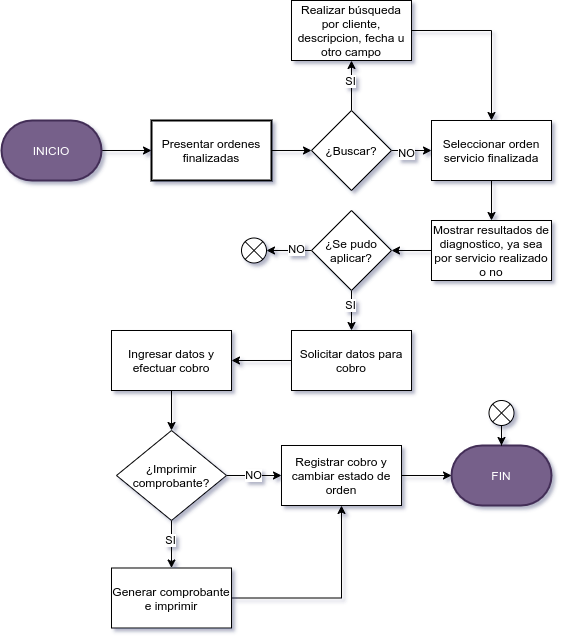 Realizar búsqueda
por cliente,
descripcion, fecha u
otro campo
SI
INICIO
Presentar ordenes
finalizadas
¿Buscar?
NO
Seleccionar orden
servicio finalizada
Mostrar resultados de
diagnostico, ya sea
por servicio realizado
o no
¿Se pudo
aplicar?
NO
SI
Solicitar datos para
cobro
Ingresar datos y
efectuar cobro
¿Imprimir
comprobante?
NO
Registrar cobro y
cambiar estado de
orden
FIN
SI
Generar comprobante
e imprimir